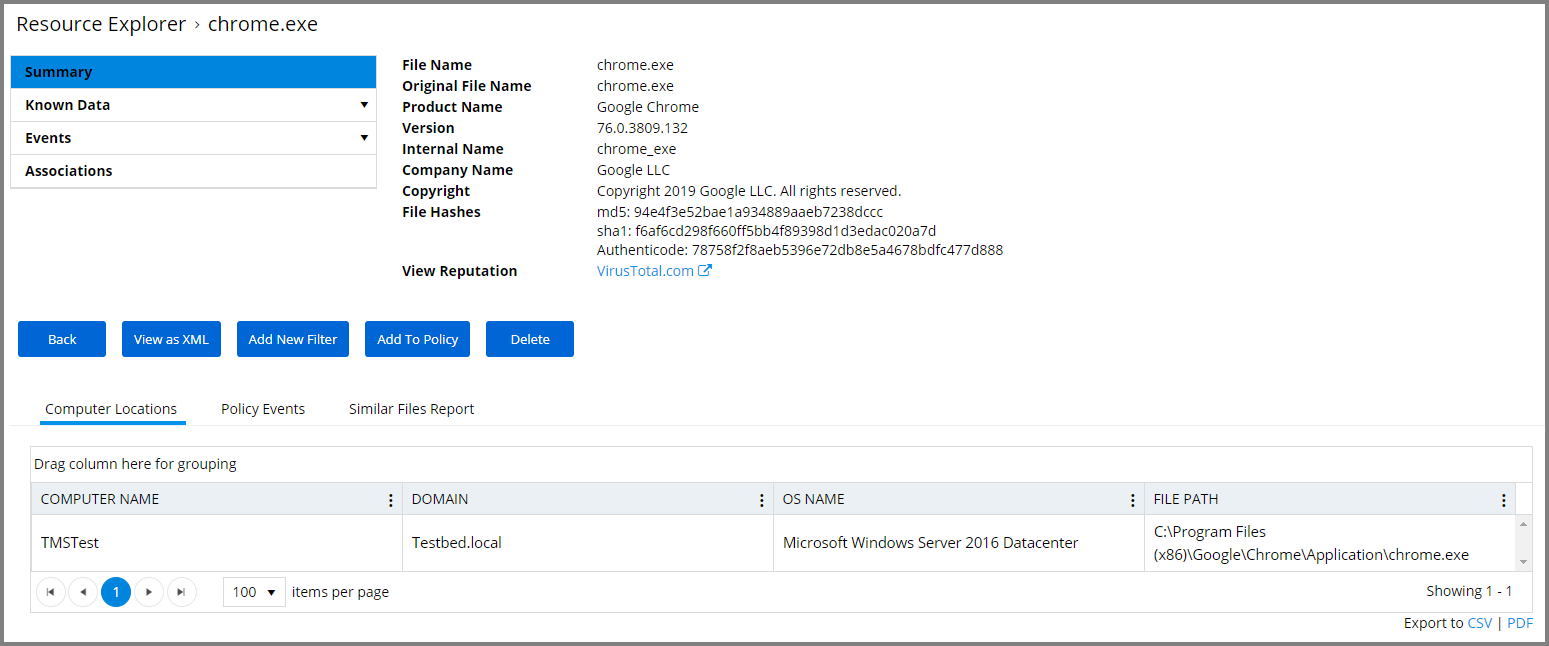 Resource Explorer › chrome.exe
Summary
Known Data
Events
Associations
File Name chrome.exe
Original File Name chrome.exe
Product Name Google Chrome
Version 76.0.3809.132
Internal Name chrome_exe
Company Name Google LLC
Copyright Copyright 2019 Google LLC. All rights reserved.
File Hashes md5: 94e4f3e52bae1a934889aaeb7238dccc
sha1: f6af6cd298f660ff5bb4f89398d1d3edac020a7d
Authenticode: 78758f2f8aeb5396e72db8e5a4678bdfc477d888
View Reputation VirusTotal.com
Back View as XML Add New Filter Add To Policy Delete
Computer Locations Policy Events Similar Files Report
Drag column here for grouping
COMPUTER NAME DOMAIN OS NAME FILE PATH
TMSTest Testbed.local Microsoft Windows Server 2016 Datacenter C:\Program Files
(x86)\Google\Chrome\Application\chrome.exe
1 100 items per page Showing 1 - 1
Export to CSV | PDF